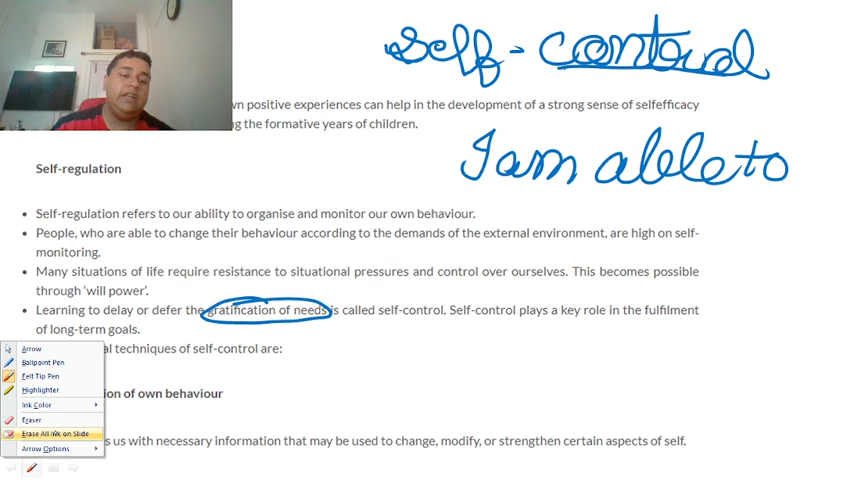 self - control
wn positive experiences can help in the development of a strong sense of selfefficacy
ng the formative years of children.
I am able to
Self-regulation
• Self-regulation refers to our ability to organise and monitor our own behaviour.
• People, who are able to change their behaviour according to the demands of the external environment, are high on self-
monitoring.
• Many situations of life require resistance to situational pressures and control over ourselves. This becomes possible
through ‘will power’.
• Learning to delay or defer the gratification of needs is called self-control. Self-control plays a key role in the fulfilment
of long-term goals.
al techniques of self-control are:
ion of own behaviour
s us with necessary information that may be used to change, modify, or strengthen certain aspects of self.
Arrow
Ballpoint Pen
Felt Tip Pen
Highlighter
Ink Color
Eraser
Erase All Ink on Slide
Arrow Options